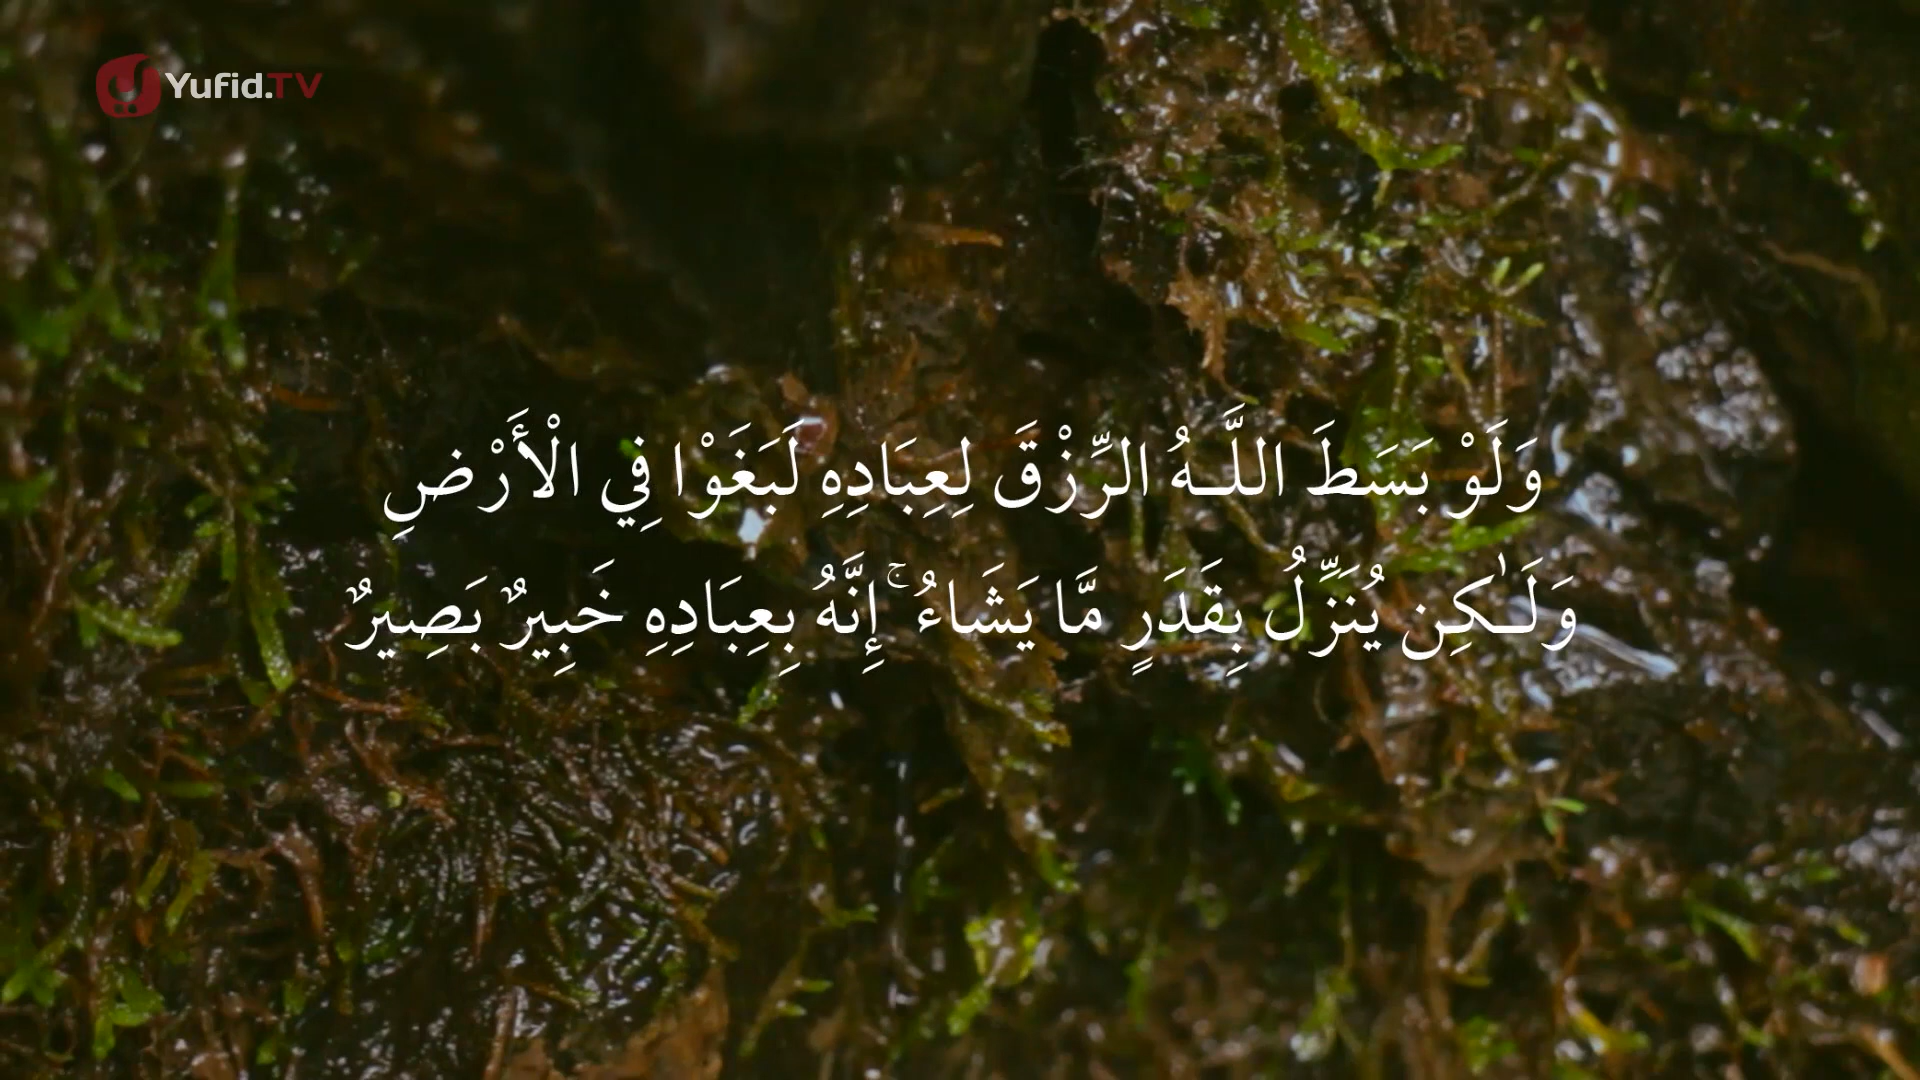 Yufid.TV
وَلَوْ بَسَطَ اللَّـهُ الرِّزْقَ لِعِبَادِهِ لَبَغَوْا فِي الْأَرْضِ
وَلَـٰكِن يُنَزِّلُ بِقَدَرٍ مَّا يَشَاءُ ۚ إِنَّهُ بِعِبَادِهِ خَبِيرٌ بَصِيرٌ